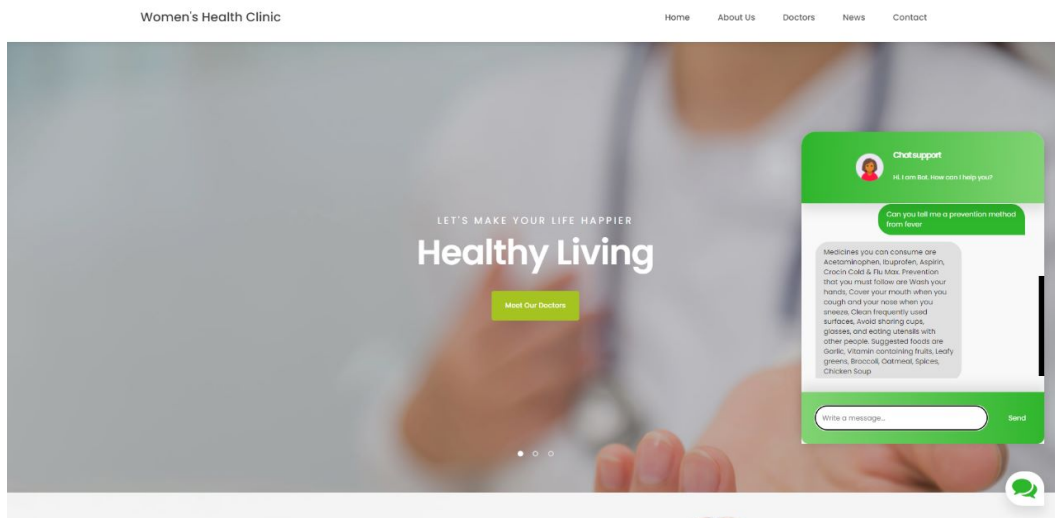 Women's Health Clinic
Home About Us Doctors News Contact
LET'S MAKE YOUR LIFE HAPPIER
Healthy Living
Meet Our Doctors
Chat support
Hi, I am Bot. How can I help you?
Can you tell me a prevention method
from fever
Medicines you can consume are
Acetaminophen, Ibuprofen, Aspirin,
Crocin Cold & Flu Max. Prevention
that you must follow are Wash your
hands, Cover your mouth when you
cough and your nose when you
sneeze, Clean frequently used
surfaces, Avoid sharing cups,
glasses, and eating utensils with
other people. Suggested foods are
Garlic, Vitamin containing fruits, Leafy
greens, Broccoli, Oatmeal, Spices,
Chicken Soup
Write a message...
Send